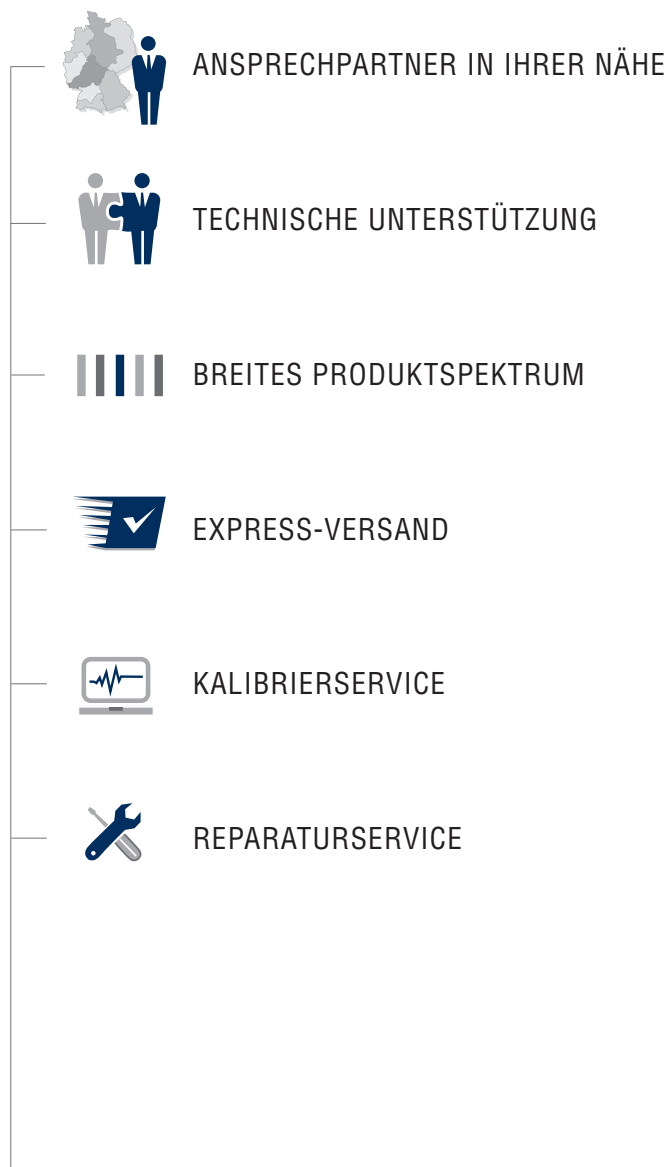 ANSPRECHPARTNER IN IHRER NÄHE
TECHNISCHE UNTERSTÜTZUNG
BREITES PRODUKTSPEKTRUM
EXPRESS-VERSAND
KALIBRIERSERVICE
REPARATURSERVICE